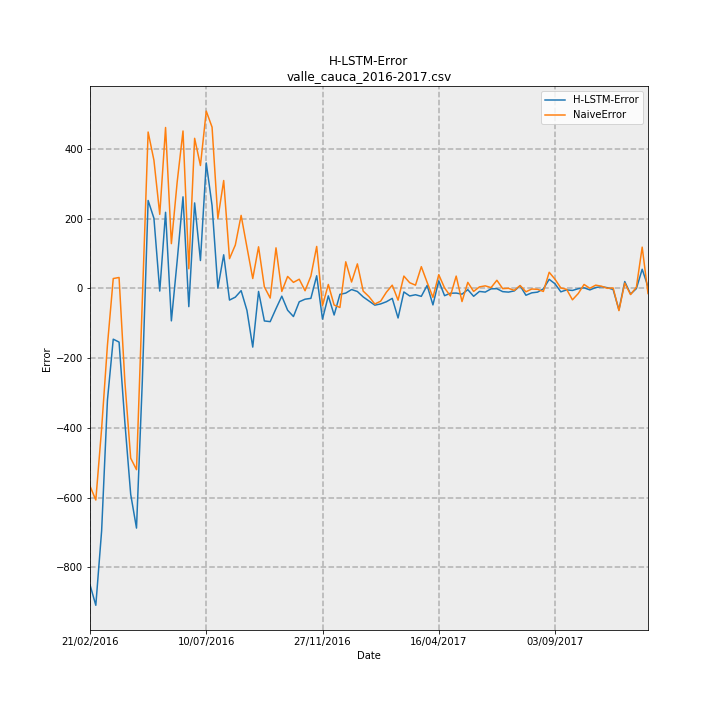 H-LSTM-Error
valle_cauca_2016-2017.csv
H-LSTM-Error
NaiveError
400
200
0
−200
−400
−600
−800
Error
21/02/2016 10/07/2016 27/11/2016 16/04/2017 03/09/2017
Date